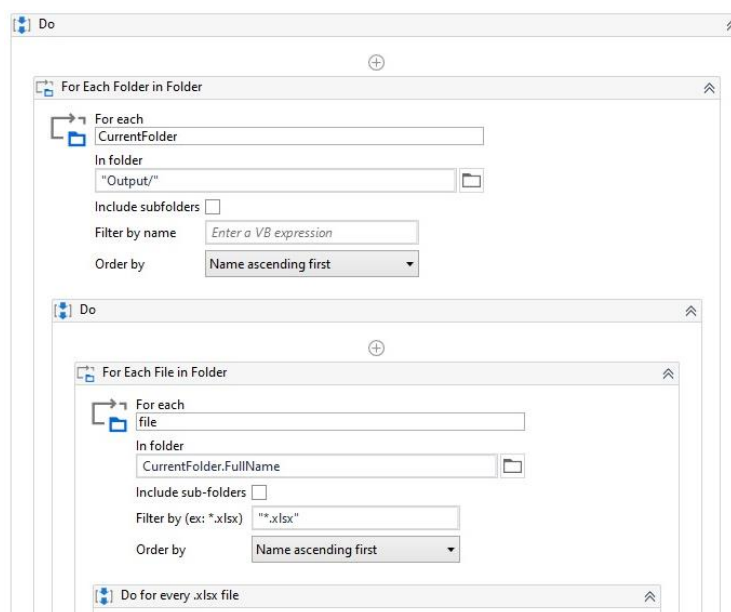 Do
For Each Folder in Folder
For each
CurrentFolder
In folder
"Output/"
Include subfolders
Filter by name Enter a VB expression
Order by Name ascending first
Do
For Each File in Folder
For each
file
In folder
CurrentFolder.FullName
Include sub-folders
Filter by (ex: *.xlsx) "*.xlsx"
Order by Name ascending first
Do for every .xlsx file